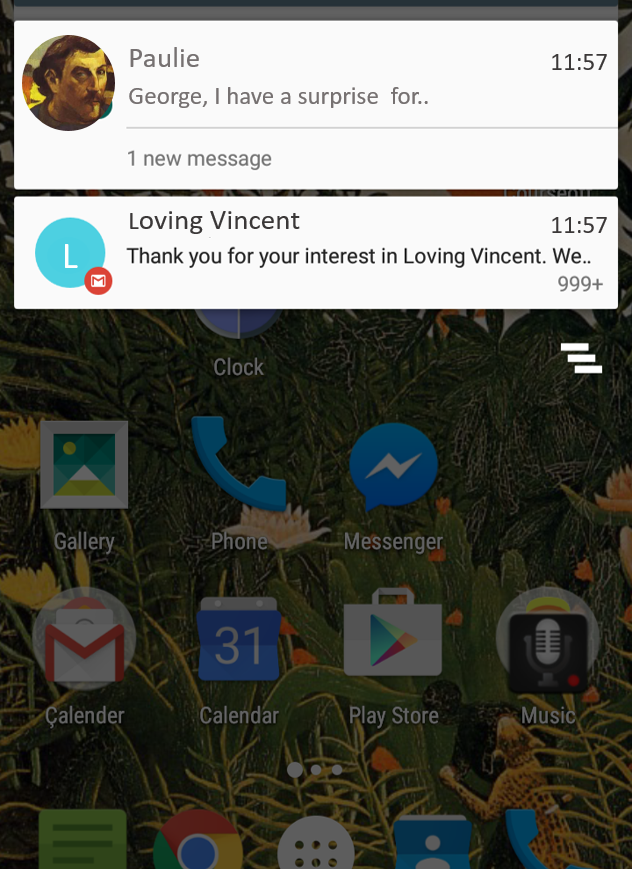 Paulie
11:57
George, I have a surprise for..
1 new message
Loving Vincent
11:57
L
Thank you for your interest in Loving Vincent. We..
999+
Clock
Gallery
Phone
Messenger
31
Çalender
Calendar
Play Store
Music